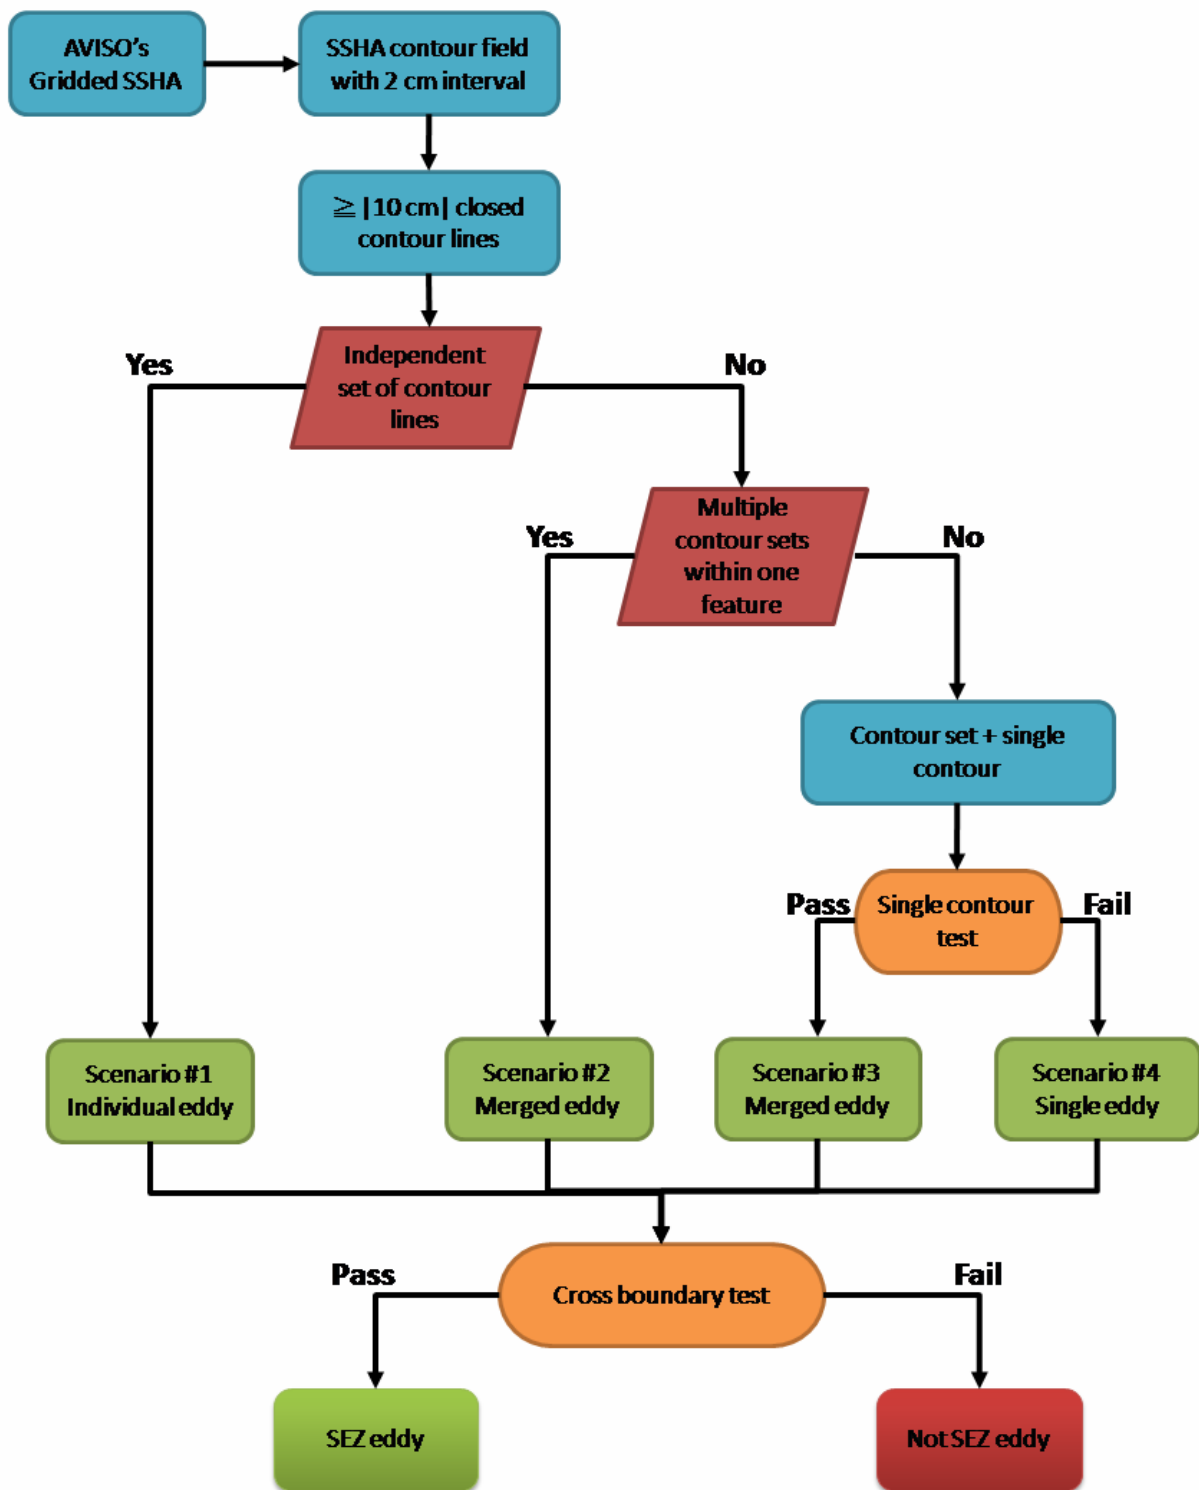 AVISO's
Gridded SSHA
SSHA contour field
with 2 cm interval
≧ |10 cm| closed
contour lines
Yes
Independent
set of contour
lines
No
Yes
Multiple
contour sets
within one
feature
No
Contour set + single
contour
Pass
Single contour
test
Fail
Scenario #1
Individual eddy
Scenario #2
Merged eddy
Scenario #3
Merged eddy
Scenario #4
Single eddy
Pass
Cross boundary test
Fail
SEZ eddy
Not SEZ eddy